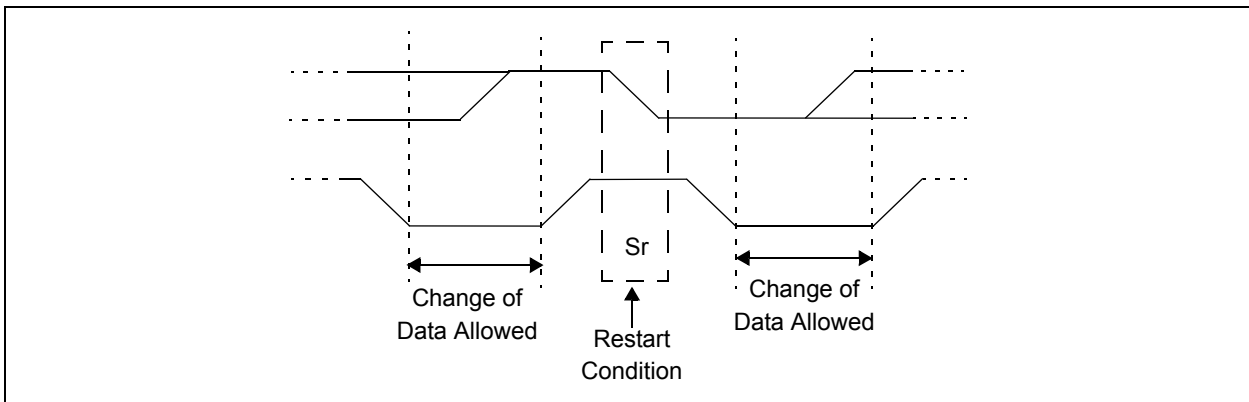 Sr
Change of
Data Allowed
Restart
Condition
Change of
Data Allowed